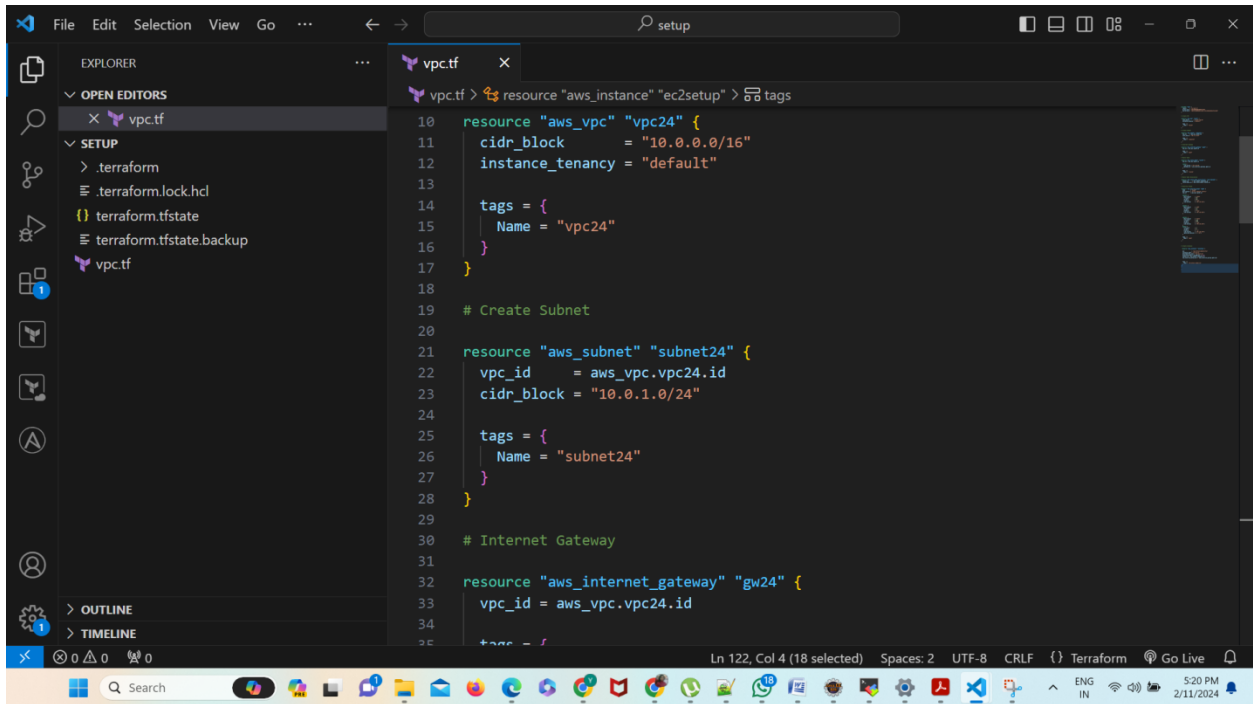 File Edit Selection View Go ··· setup
EXPLORER
OPEN EDITORS
vpc.tf
SETUP
.terraform
.terraform.lock.hcl
{} terraform.tfstate
terraform.tfstate.backup
vpc.tf
OUTLINE
TIMELINE
vpc.tf
vpc.tf > resource "aws_instance" "ec2setup" > tags
10 resource "aws_vpc" "vpc24" {
11 cidr_block = "10.0.0.0/16"
12 instance_tenancy = "default"
13
14 tags = {
15 Name = "vpc24"
16 }
17 }
18
19 # Create Subnet
20
21 resource "aws_subnet" "subnet24" {
22 vpc_id = aws_vpc.vpc24.id
23 cidr_block = "10.0.1.0/24"
24
25 tags = {
26 Name = "subnet24"
27 }
28 }
29
30 # Internet Gateway
31
32 resource "aws_internet_gateway" "gw24" {
33 vpc_id = aws_vpc.vpc24.id
34
35 tags = {
1
1
0 0 0 Ln 122, Col 4 (18 selected) Spaces: 2 UTF-8 CRLF {} Terraform Go Live
Search ENG 5:20 PM
IN 2/11/2024